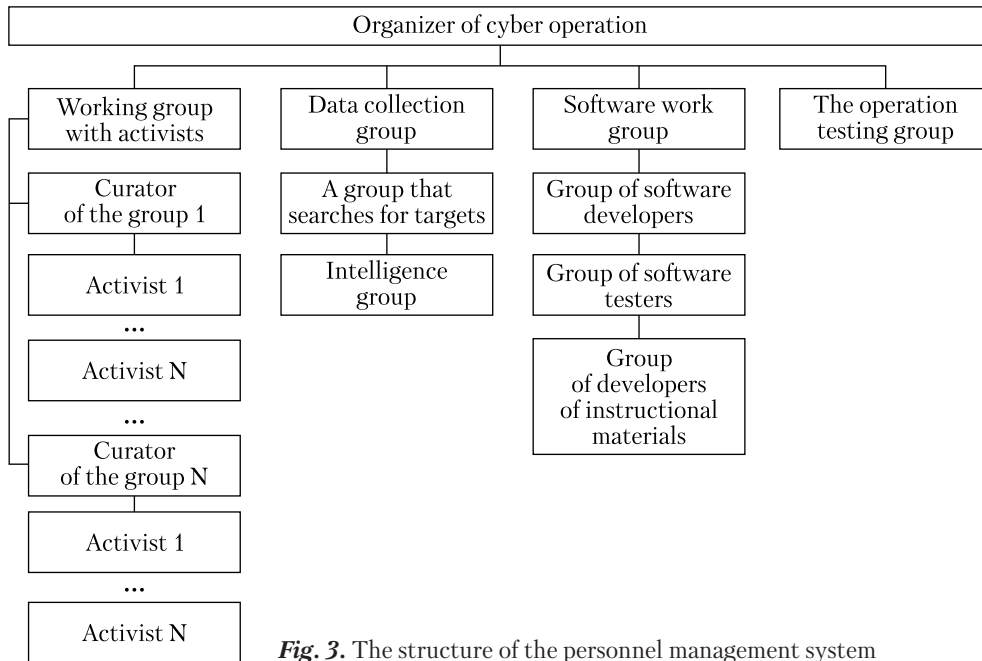 Organizer of cyber operation
Working group
with activists
Data collection
group
Software work
group
The operation
testing group
Curator
of the group 1
A group that
searches for targets
Group of software
developers
Activist 1
Intelligence
group
Group of software
testers
...
Activist N
Group
of developers
of instructional
materials
...
Curator
of the group N
Activist 1
...
Activist N
Fig. 3. The structure of the personnel management system